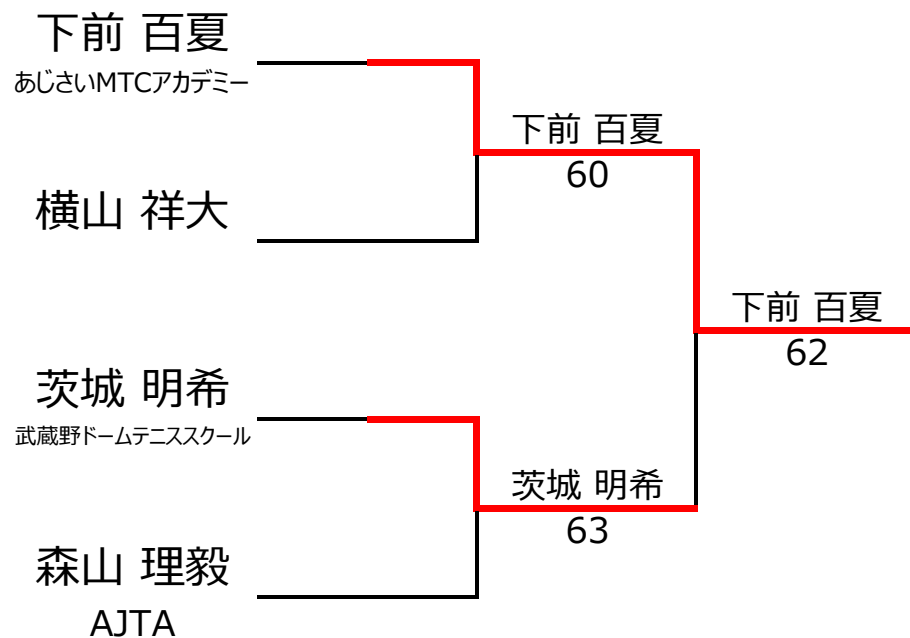 下前 百夏
あじさいMTCアカデミー
下前 百夏
60
横山 祥大
下前 百夏
62
茨城 明希
武蔵野ドームテニススクール
茨城 明希
63
森山 理毅
AJTA